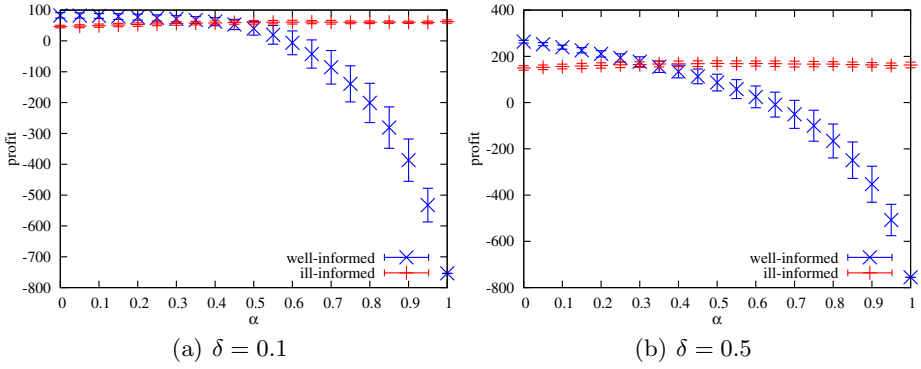 100
0
-100
-200
-300
-400
-500
-600
-700
-800
profit
well-informed
ill-informed
0 0.1 0.2 0.3 0.4 0.5 0.6 0.7 0.8 0.9 1
α
(a) δ = 0.1
400
200
0
-200
-400
-600
-800
profit
well-informed
ill-informed
0 0.1 0.2 0.3 0.4 0.5 0.6 0.7 0.8 0.9 1
α
(b) δ = 0.5